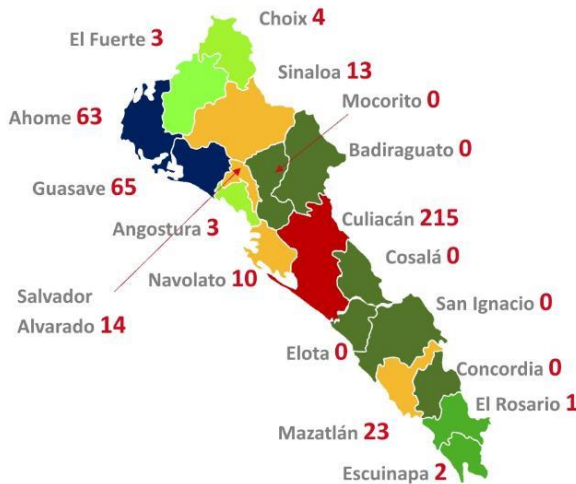 Choix 4
El Fuerte 3
Sinaloa 13
Mocorito 0
Ahome 63
Badiraguato 0
Guasave 65
Culiacán 215
Angostura 3
Cosalá 0
Navolato 10
Salvador
Alvarado 14
San Ignacio 0
Elota 0
Concordia 0
El Rosario 1
Mazatlán 23
Escuinapa 2